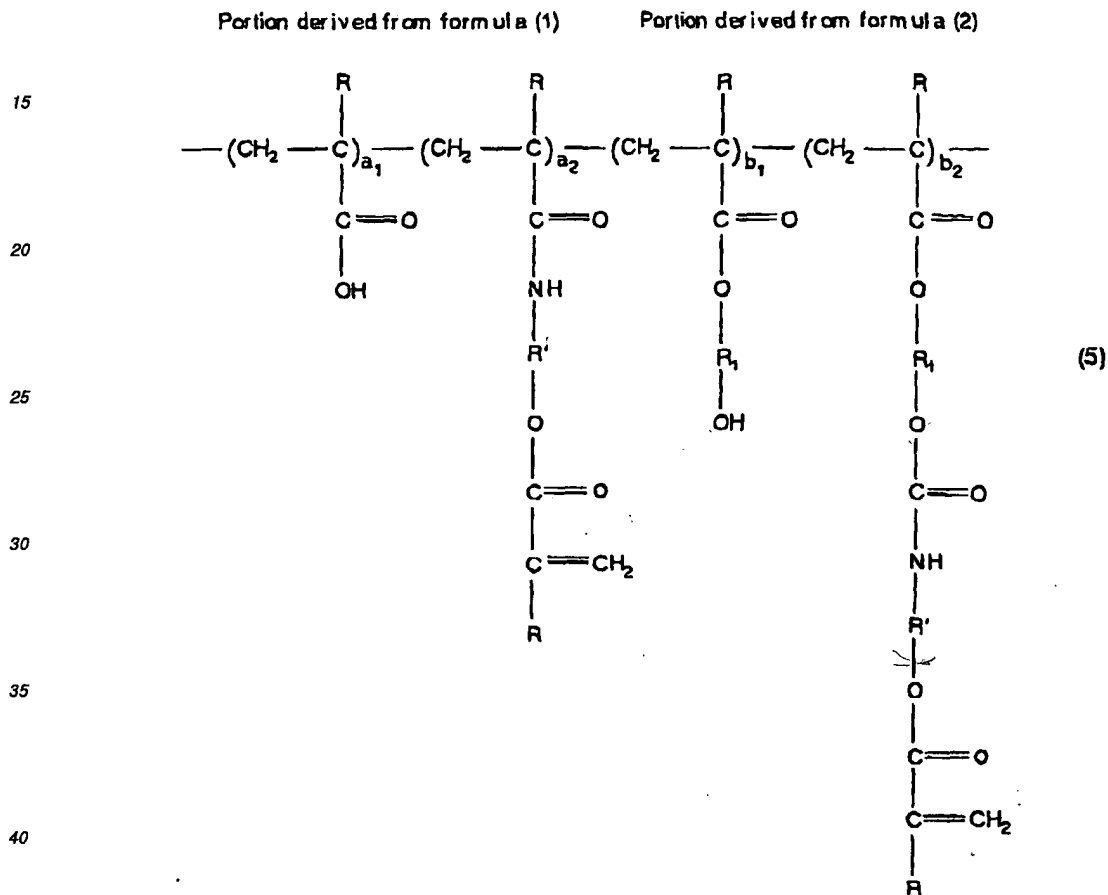 Portion derived from formula (1) Portion derived from formula (2)
15 R R R R
—(CH2—C)a1—(CH2—C)a2—(CH2—C)b1—(CH2—C)b2—
C=O C=O C=O C=O
20
OH NH O O
R' R1 R1 (5)
25
O OH O
C=O C=O
30
C=CH2 NH
R R'
35
O
C=O
C=CH2
40
R